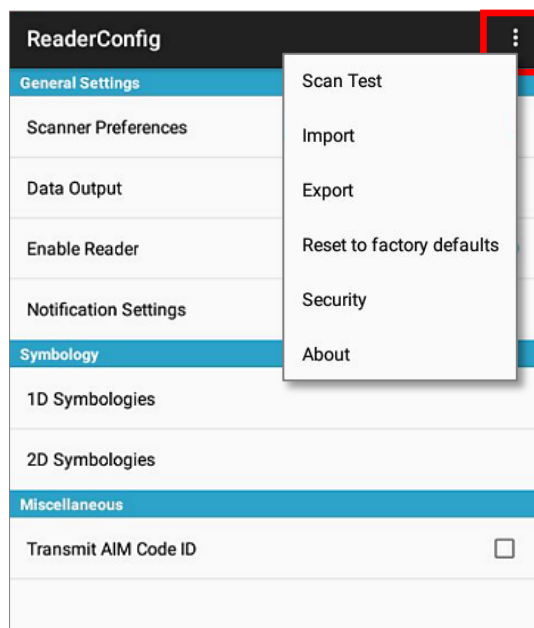 ReaderConfig
General Settings
Scanner Preferences
Data Output
Enable Reader
Notification Settings
Symbology
1D Symbologies
2D Symbologies
Miscellaneous
Transmit AIM Code ID
Scan Test
Import
Export
Reset to factory defaults
Security
About